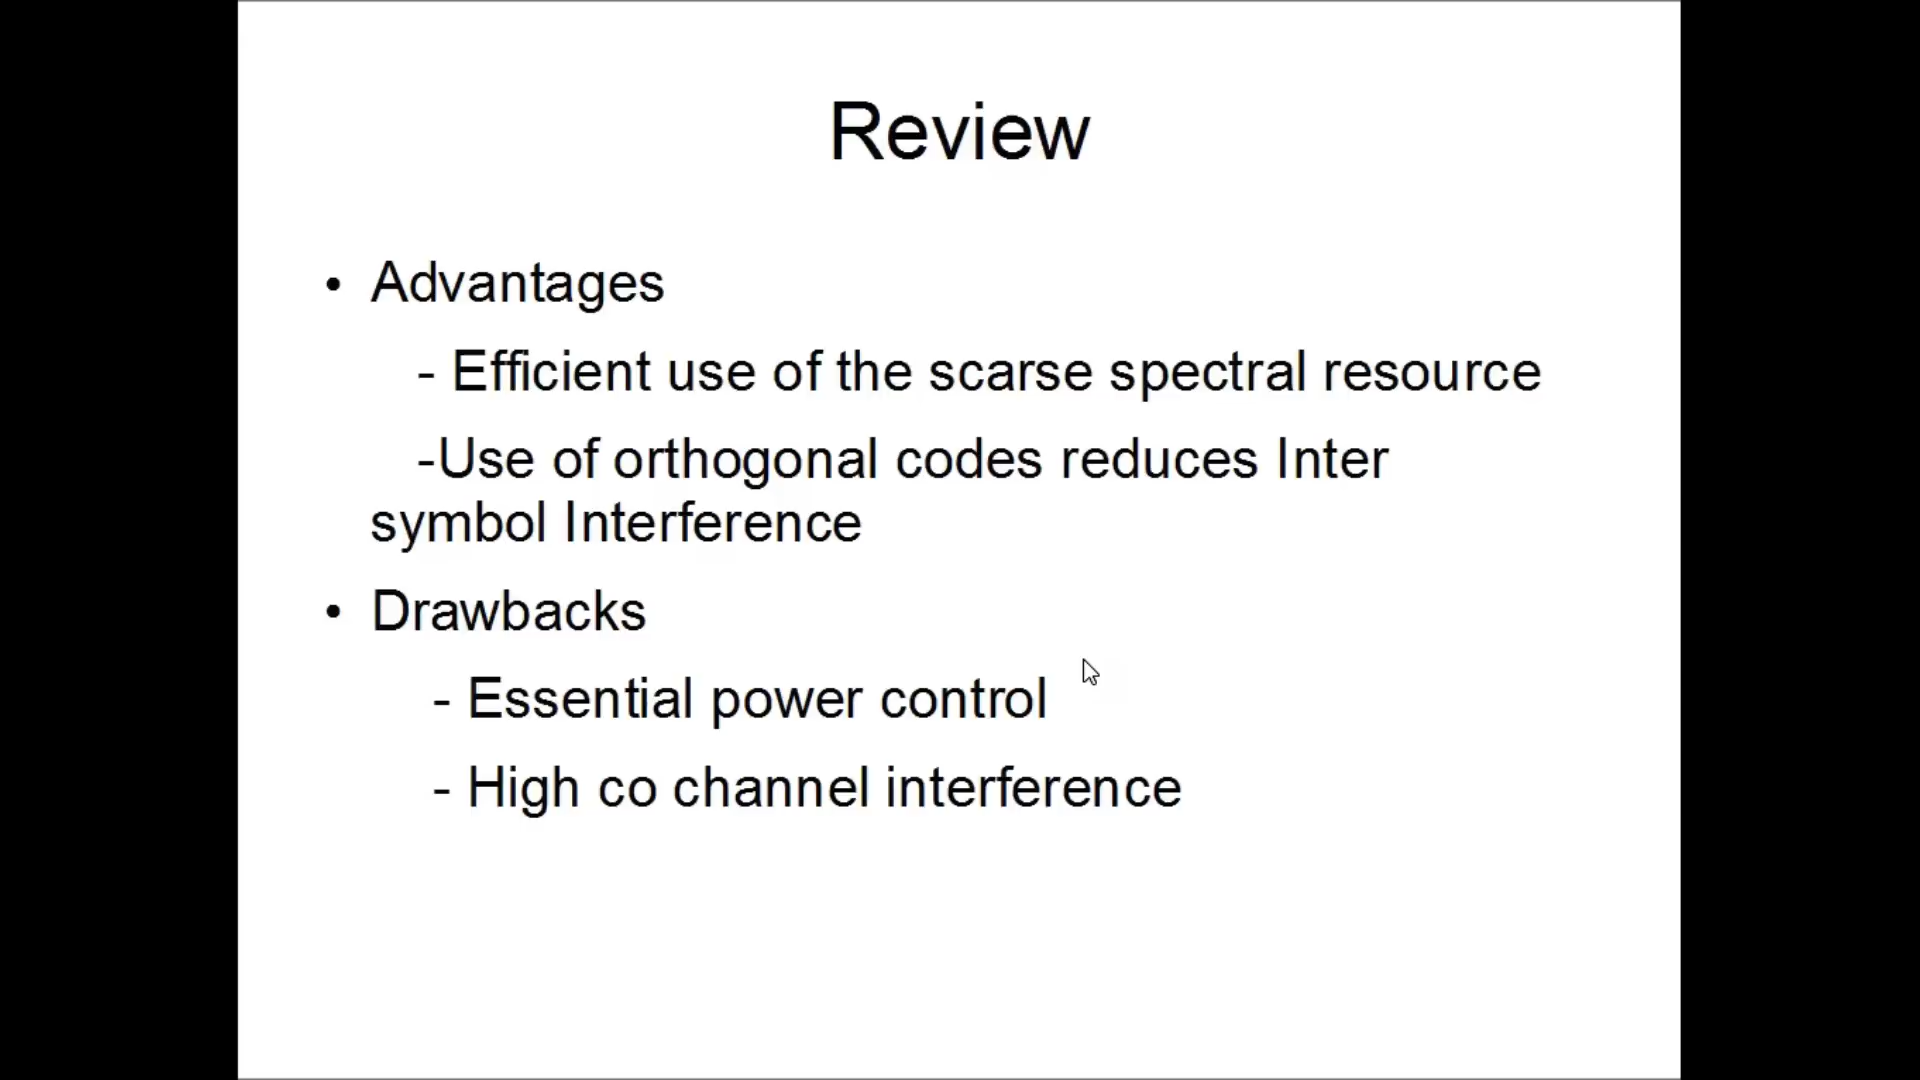 Review
• Advantages
- Efficient use of the scarse spectral resource
-Use of orthogonal codes reduces Inter
symbol Interference
• Drawbacks
- Essential power control
- High co channel interference